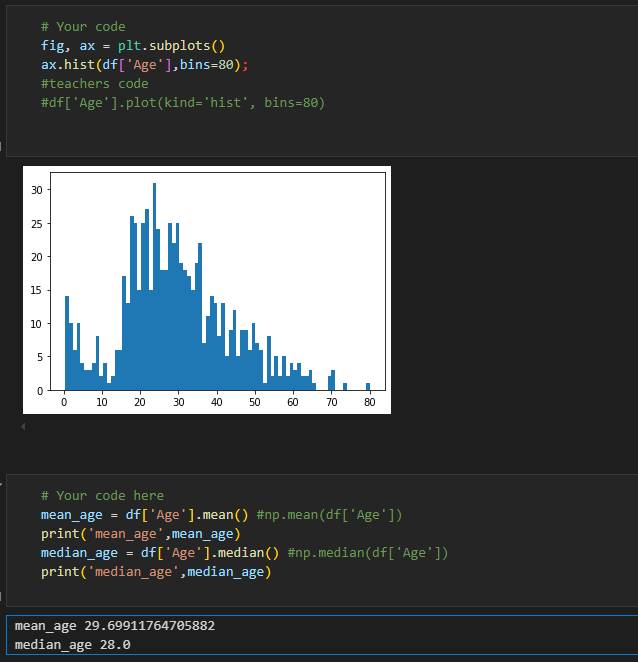 # Your code
fig, ax = plt.subplots()
ax.hist(df['Age'],bins=80);
#teachers code
#df['Age'].plot(kind='hist', bins=80)
30
25
20
15
10
5
0
0 10 20 30 40 50 60 70 80
# Your code here
mean_age = df['Age'].mean() #np.mean(df['Age'])
print('mean_age',mean_age)
median_age = df['Age'].median() #np.median(df['Age'])
print('median_age',median_age)
mean_age 29.69911764705882
median_age 28.0